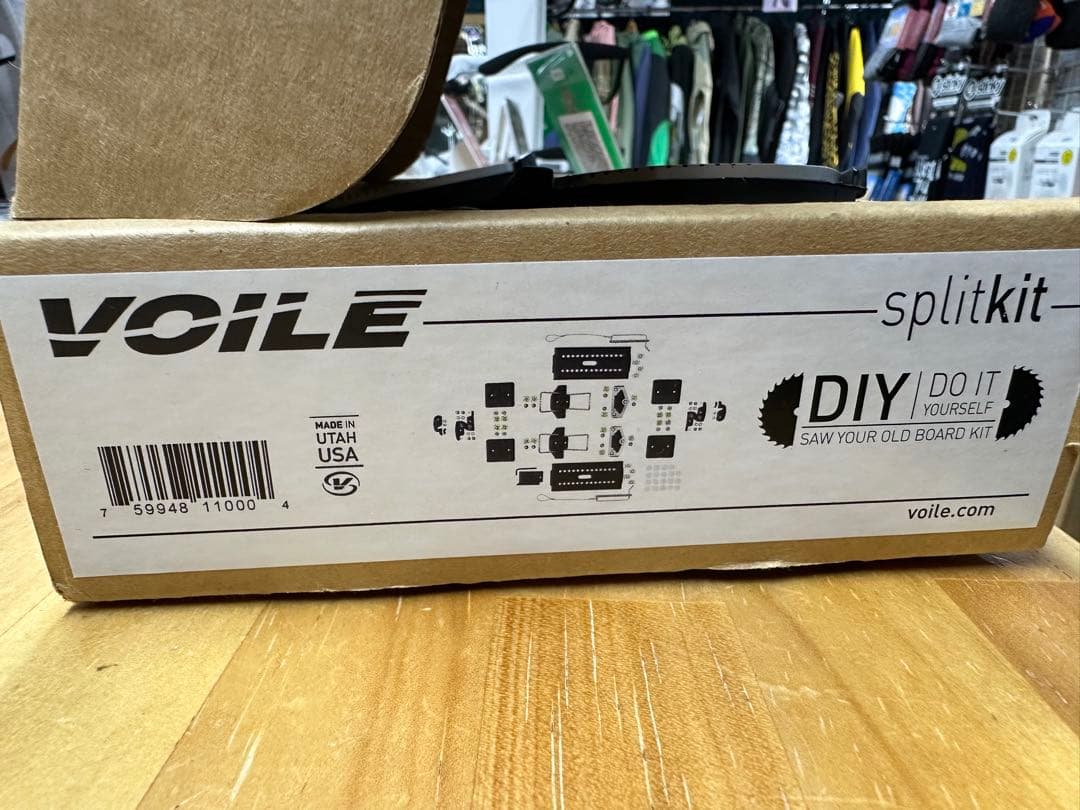 VOILĒ
splitkit
DIY DO IT YOURSELF
SAW YOUR OLD BOARD KIT
MADE IN
UTAH
USA
7 59948 11000 4
voile.com